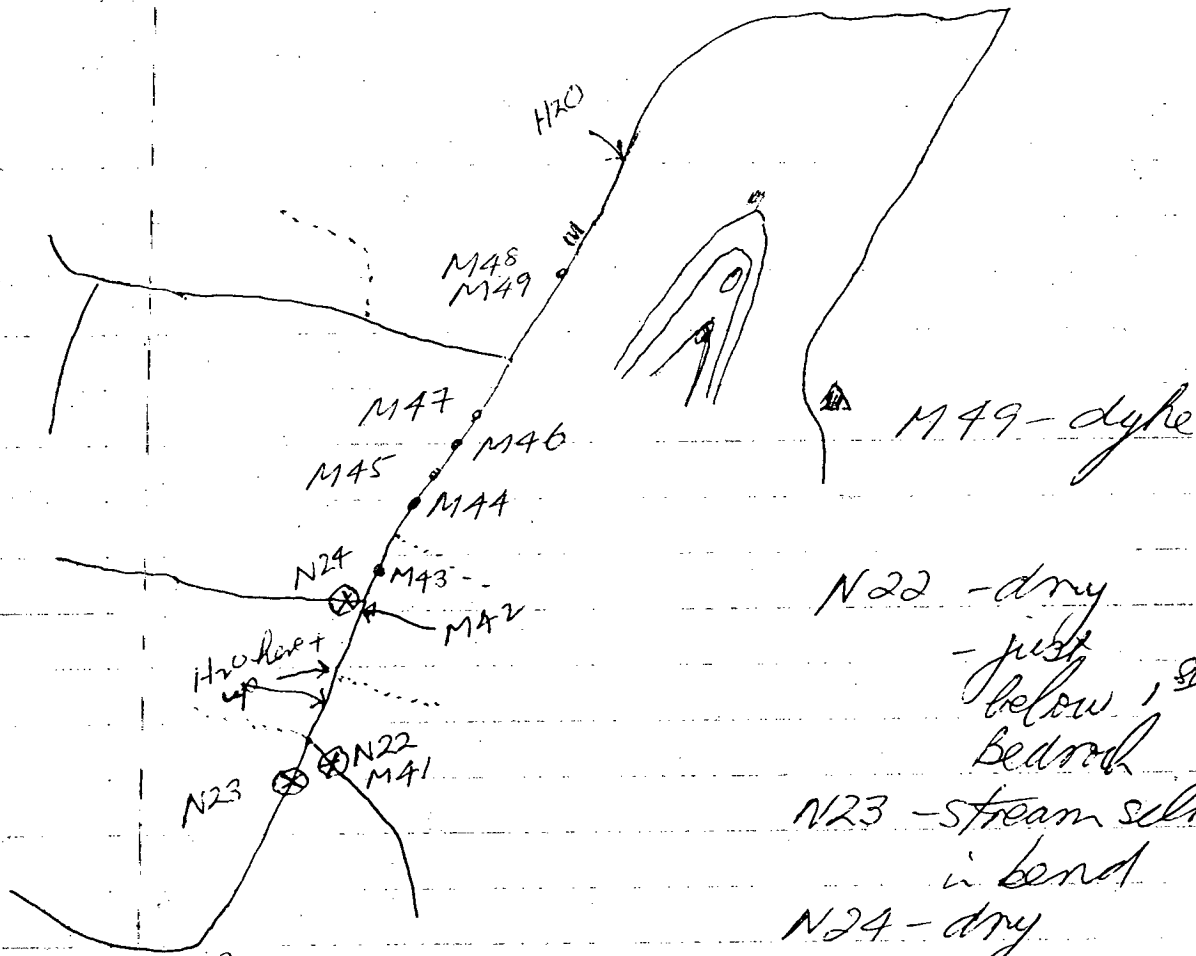 H2O
M48
M49
M47
M46
M45
M44
M49 - dyke
N24
M43
M42
N22 - dry
- just
below 1st
Bedrock
H2O here +
up
N22
M41
N23
N23 - stream
in bend
N24 - dry